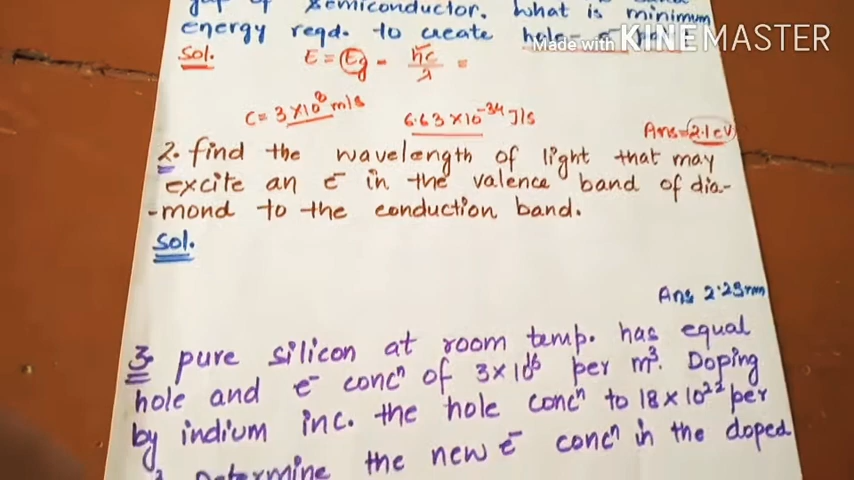 gap of semiconductor. What is minimum
energy reqd. to create hole - e⁻
Made with KINEMASTER
Sol. E = Eg = hc/λ =
C = 3×10⁸ m/s 6.63×10⁻³⁴ J/s
Ans = 2.1eV
2. find the wavelength of light that may
excite an e⁻ in the valence band of dia-
-mond to the conduction band.
Sol.
Ans 2.23nm
3. pure silicon at room temp. has equal
hole and e⁻ concⁿ of 3×10¹⁶ per m³. Doping
by indium inc. the hole concⁿ to 18×10²² per
Determine the new e⁻ concⁿ in the doped